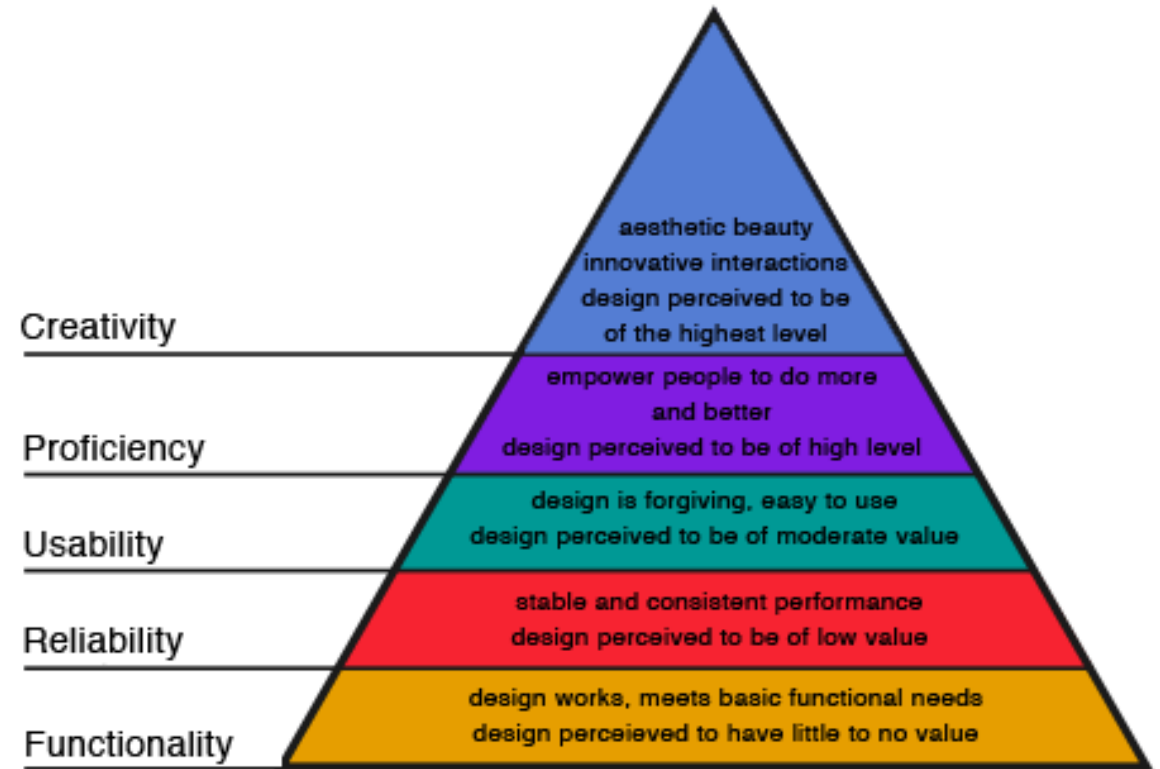 aesthetic beauty
innovative interactions
design perceived to be
of the highest level
Creativity
empower people to do more
and better
design perceived to be of high level
Proficiency
design is forgiving, easy to use
design perceived to be of moderate value
Usability
stable and consistent performance
design perceived to be of low value
Reliability
design works, meets basic functional needs
design perceieved to have little to no value
Functionality